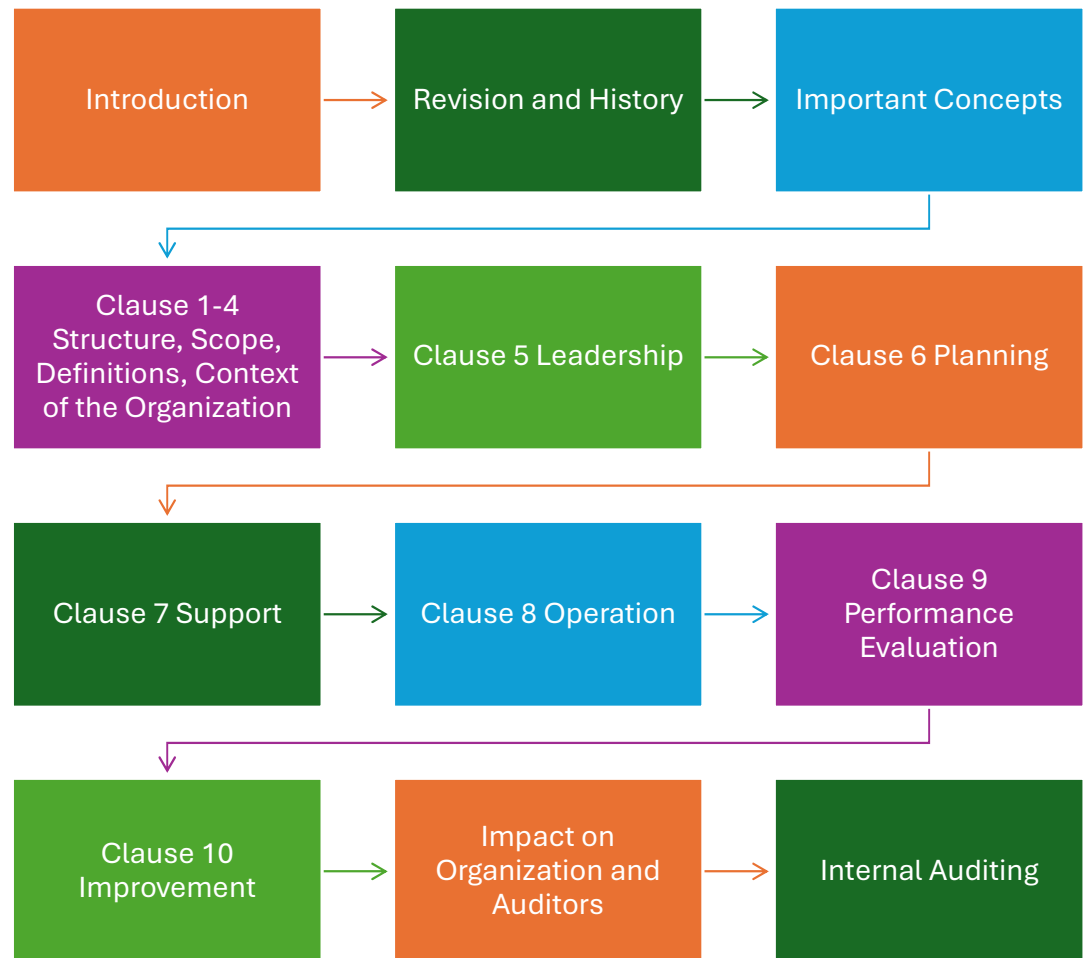 Introduction
Revision and History
Important Concepts
Clause 1-4
Structure, Scope,
Definitions, Context
of the Organization
Clause 5 Leadership
Clause 6 Planning
Clause 7 Support
Clause 8 Operation
Clause 9
Performance
Evaluation
Clause 10
Improvement
Impact on
Organization and
Auditors
Internal Auditing